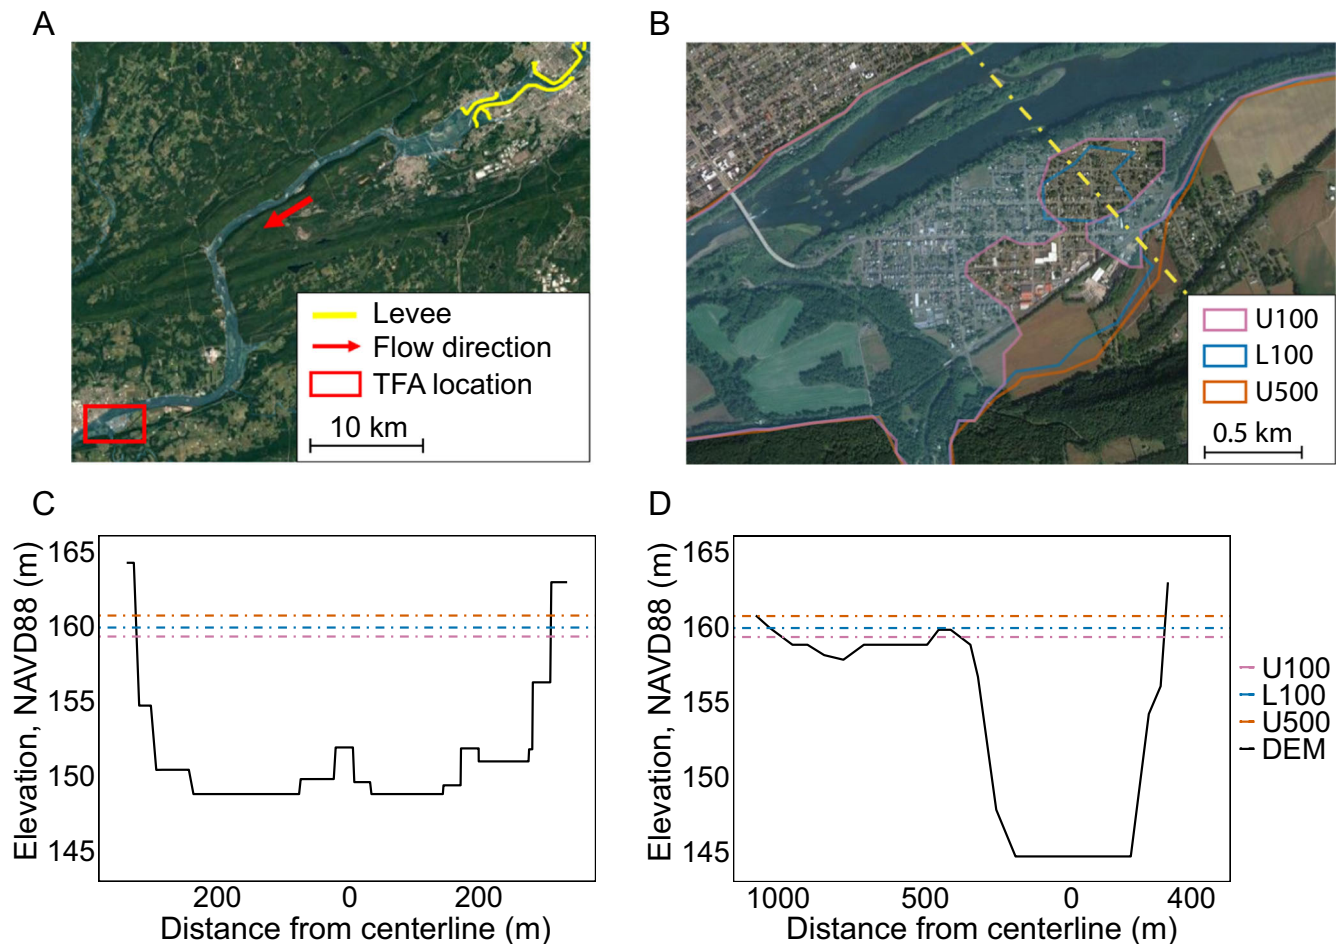 A
Levee
Flow direction
TFA location
10 km
B
U100
L100
U500
0.5 km
C
Elevation, NAVD88 (m)
165
160
155
150
145
200 0 200
Distance from centerline (m)
D
Elevation, NAVD88 (m)
165
160
155
150
145
1000 500 0 400
Distance from centerline (m)
U100
L100
U500
DEM